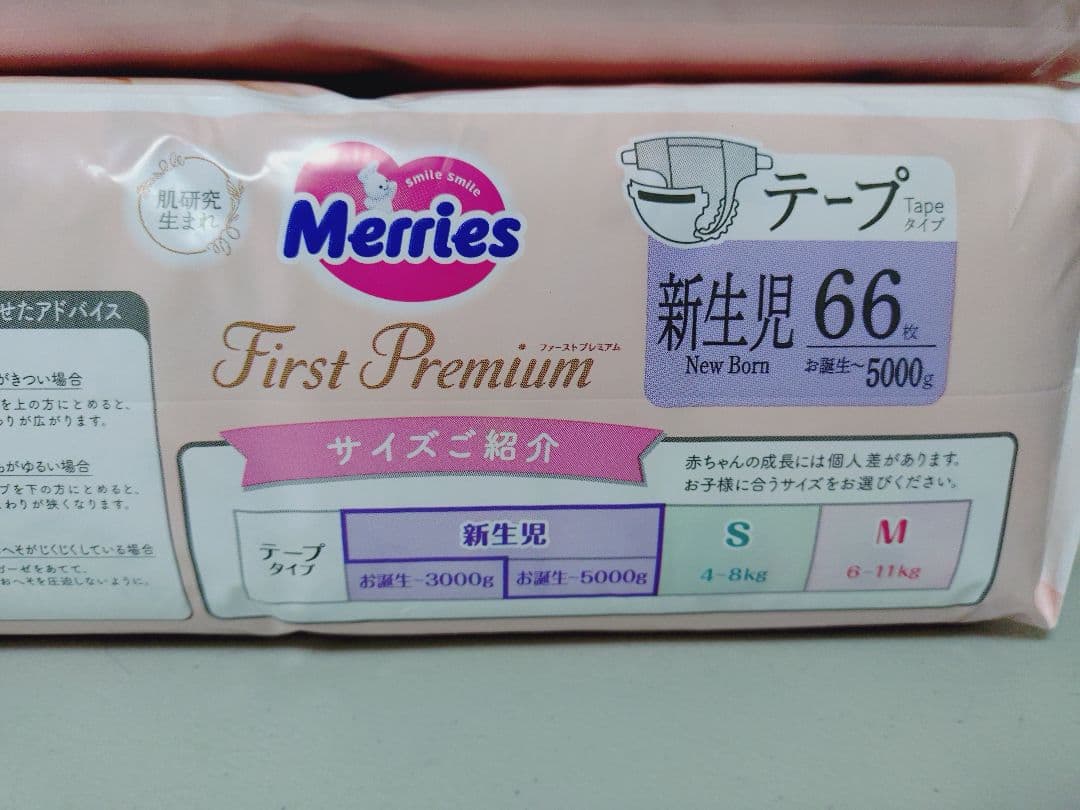 肌研究
生まれ
smile smile
Merries
First Premium
ファーストプレミアム
テープ
Tape
タイプ
新生児
New Born
66枚
お誕生～5000g
せたアドバイス
がきつい場合
を上の方にとめると、
わりが広がります。
がゆるい場合
プを下の方にとめると、
わりが狭くなります。
へそがじくじくしている場合
ガーゼをあてて、
おへそを圧迫しないように。
サイズご紹介
赤ちゃんの成長には個人差があります。
お子様に合うサイズをお選びください。
テープ
タイプ
新生児
お誕生～3000g
お誕生～5000g
S
4～8kg
M
6～11kg